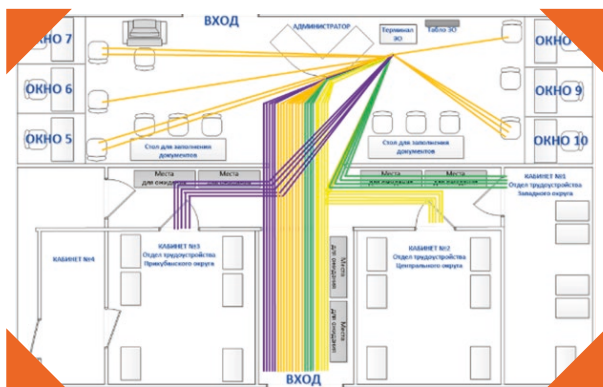 ВХОД
АДМИНИСТРАТОР
Терминал
ЭО
Табло ЭО
ОКНО 7
ОКНО
ОКНО 6
ОКНО 9
ОКНО 5
ОКНО 10
Стол для заполнения
документов
Стол для заполнения
документов
Места
для ожидания
Места
для ожидания
Места
для ожидания
Места
для ожидания
КАБИНЕТ №1
Отдел трудоустройства
Западного округа
КАБИНЕТ №4
КАБИНЕТ №3
Отдел трудоустройства
Прикубанского округа
Места
для ожидания
Места
для ожидания
КАБИНЕТ №2
Отдел трудоустройства
Центрального округа
ВХОД